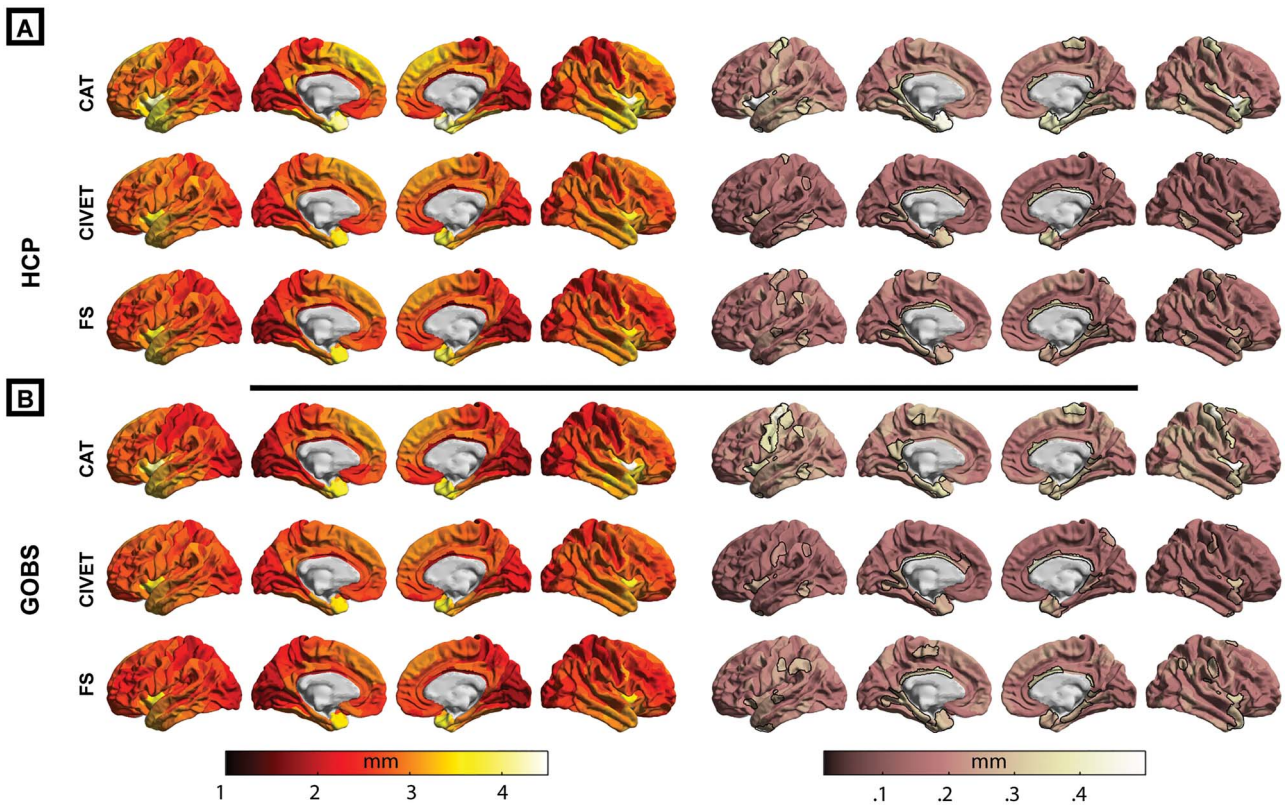 A
HCP
CAT
CIVET
FS
B
GOBS
CAT
CIVET
FS
mm
1 2 3 4
mm
.1 .2 .3 .4